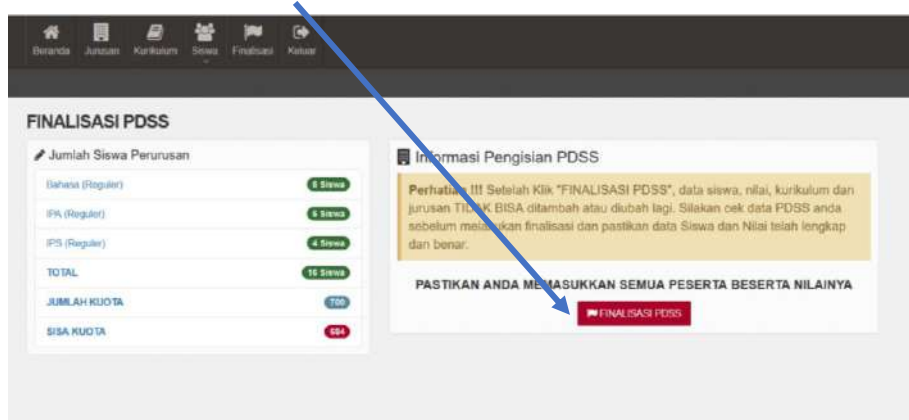 Beranda Jurusan Kurikulum Siswa Finalisasi Keluar
FINALISASI PDSS
Jumlah Siswa Perurusan
Bahasa (Reguler) 6 Siswa
IPA (Reguler) 6 Siswa
IPS (Reguler) 4 Siswa
TOTAL 16 Siswa
JUMLAH KUOTA 700
SISA KUOTA 684
Informasi Pengisian PDSS
Perhatian !!! Setelah Klik "FINALISASI PDSS", data siswa, nilai, kurikulum dan
jurusan TIDAK BISA ditambah atau diubah lagi. Silakan cek data PDSS anda
sebelum melakukan finalisasi dan pastikan data Siswa dan Nilai telah lengkap
dan benar.
PASTIKAN ANDA MEMASUKKAN SEMUA PESERTA BESERTA NILAINYA
FINALISASI PDSS